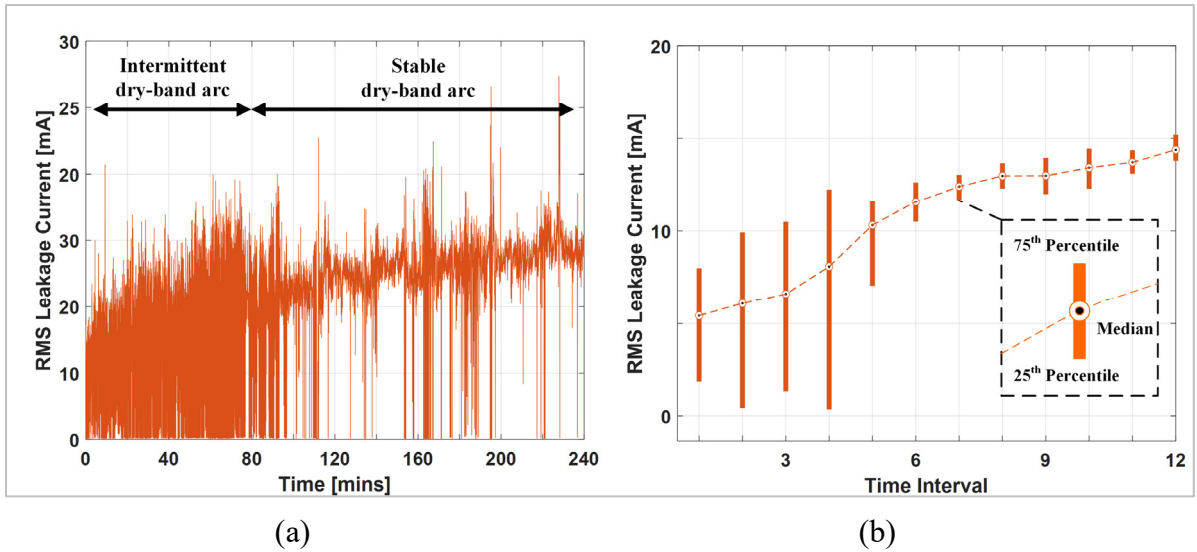 30
25
20
30
20
10
0
0
40
80
120
160
200
240
RMS Leakage Current [mA]
Time [mins]
Intermittent
dry-band arc
Stable
dry-band arc
(a)
20
15
10
5
0
3
6
9
12
RMS Leakage Current [mA]
Time Interval
75th Percentile
Median
25th Percentile
(b)